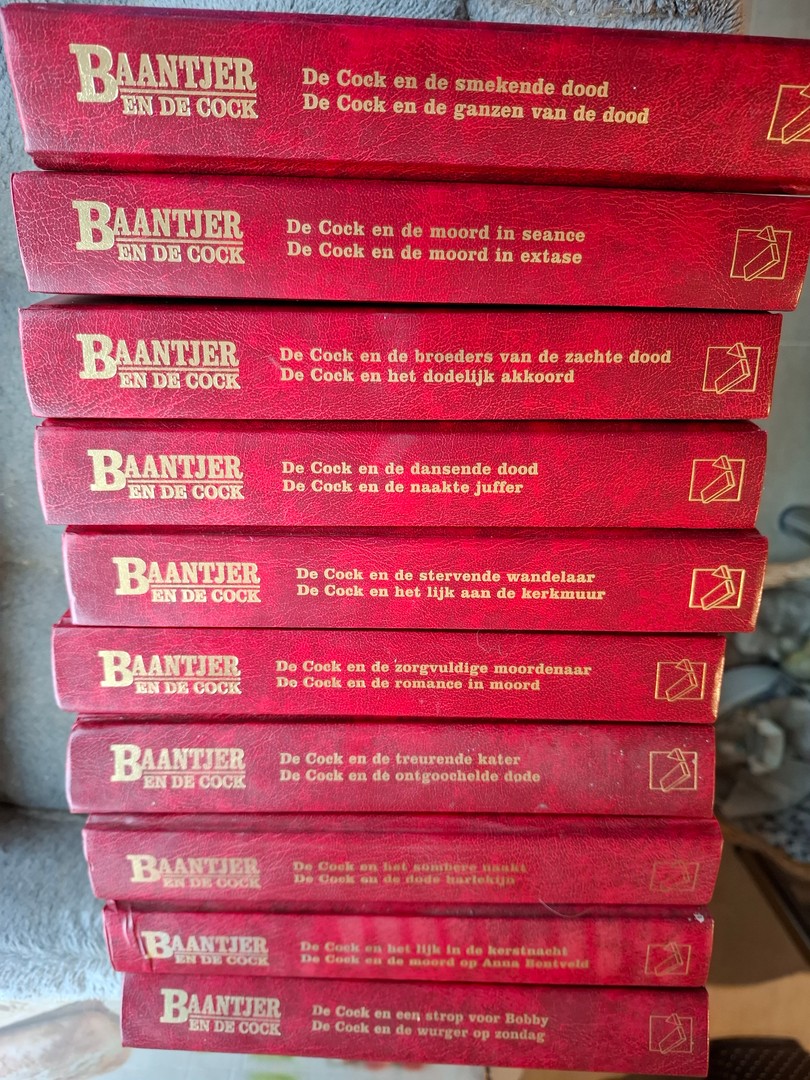 BAANTJER
EN DE COCK
De Cock en de smekende dood
De Cock en de ganzen van de dood
BAANTJER
EN DE COCK
De Cock en de moord in seance
De Cock en de moord in extase
BAANTJER
EN DE COCK
De Cock en de broeders van de zachte dood
De Cock en het dodelijk akkoord
BAANTJER
EN DE COCK
De Cock en de dansende dood
De Cock en de naakte juffer
BAANTJER
EN DE COCK
De Cock en de stervende wandelaar
De Cock en het lijk aan de kerkmuur
BAANTJER
EN DE COCK
De Cock en de zorgvuldige moordenaar
De Cock en de romance in moord
BAANTJER
EN DE COCK
De Cock en de treurende kater
De Cock en de ontgoochelde dode
BAANTJER
EN DE COCK
De Cock en het sombere naakt
De Cock en de dode harlekijn
BAANTJER
EN DE COCK
De Cock en het lijk in de kerstnacht
De Cock en de moord op Anna Bentveld
BAANTJER
EN DE COCK
De Cock en een strop voor Bobby
De Cock en de wurger op zondag